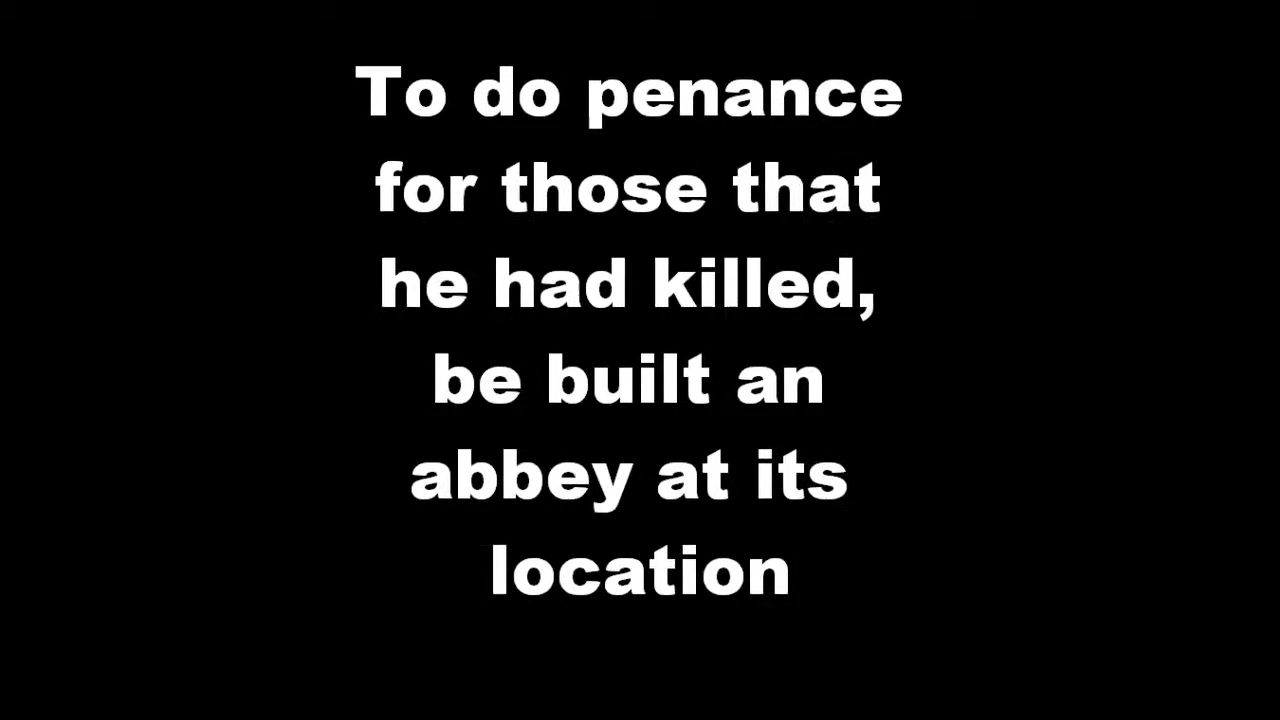 To do penance
for those that
he had killed,
be built an
abbey at its
location